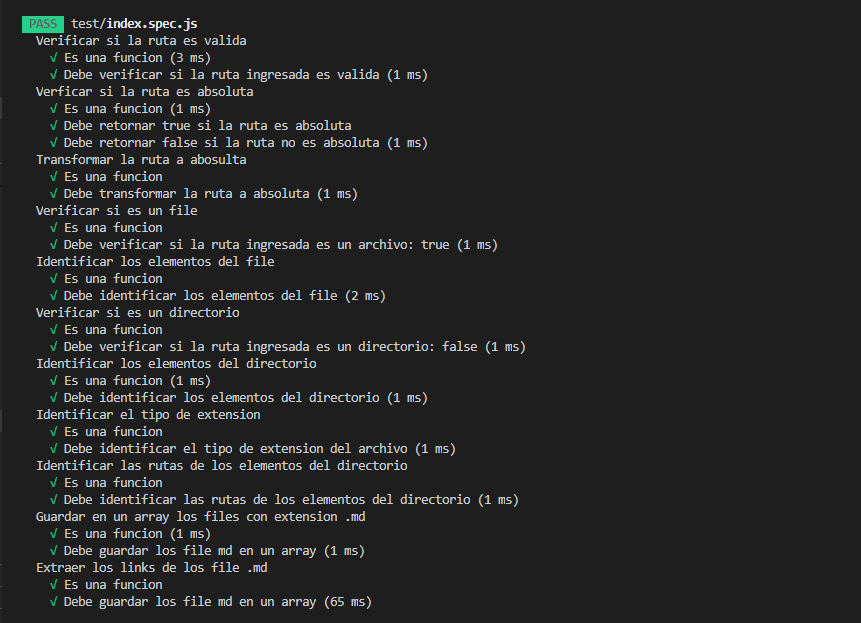 PASS test/index.spec.js
Verificar si la ruta es valida
√ Es una funcion (3 ms)
√ Debe verificar si la ruta ingresada es valida (1 ms)
Verficar si la ruta es absoluta
√ Es una funcion (1 ms)
√ Debe retornar true si la ruta es absoluta
√ Debe retornar false si la ruta no es absoluta (1 ms)
Transformar la ruta a abosulta
√ Es una funcion
√ Debe transformar la ruta a absoluta (1 ms)
Verificar si es un file
√ Es una funcion
√ Debe verificar si la ruta ingresada es un archivo: true (1 ms)
Identificar los elementos del file
√ Es una funcion
√ Debe identificar los elementos del file (2 ms)
Verificar si es un directorio
√ Es una funcion
√ Debe verificar si la ruta ingresada es un directorio: false (1 ms)
Identificar los elementos del directorio
√ Es una funcion (1 ms)
√ Debe identificar los elementos del directorio (1 ms)
Identificar el tipo de extension
√ Es una funcion
√ Debe identificar el tipo de extension del archivo (1 ms)
Identificar las rutas de los elementos del directorio
√ Es una funcion
√ Debe identificar las rutas de los elementos del directorio (1 ms)
Guardar en un array los files con extension .md
√ Es una funcion (1 ms)
√ Debe guardar los file md en un array (1 ms)
Extraer los links de los file .md
√ Es una funcion
√ Debe guardar los file md en un array (65 ms)